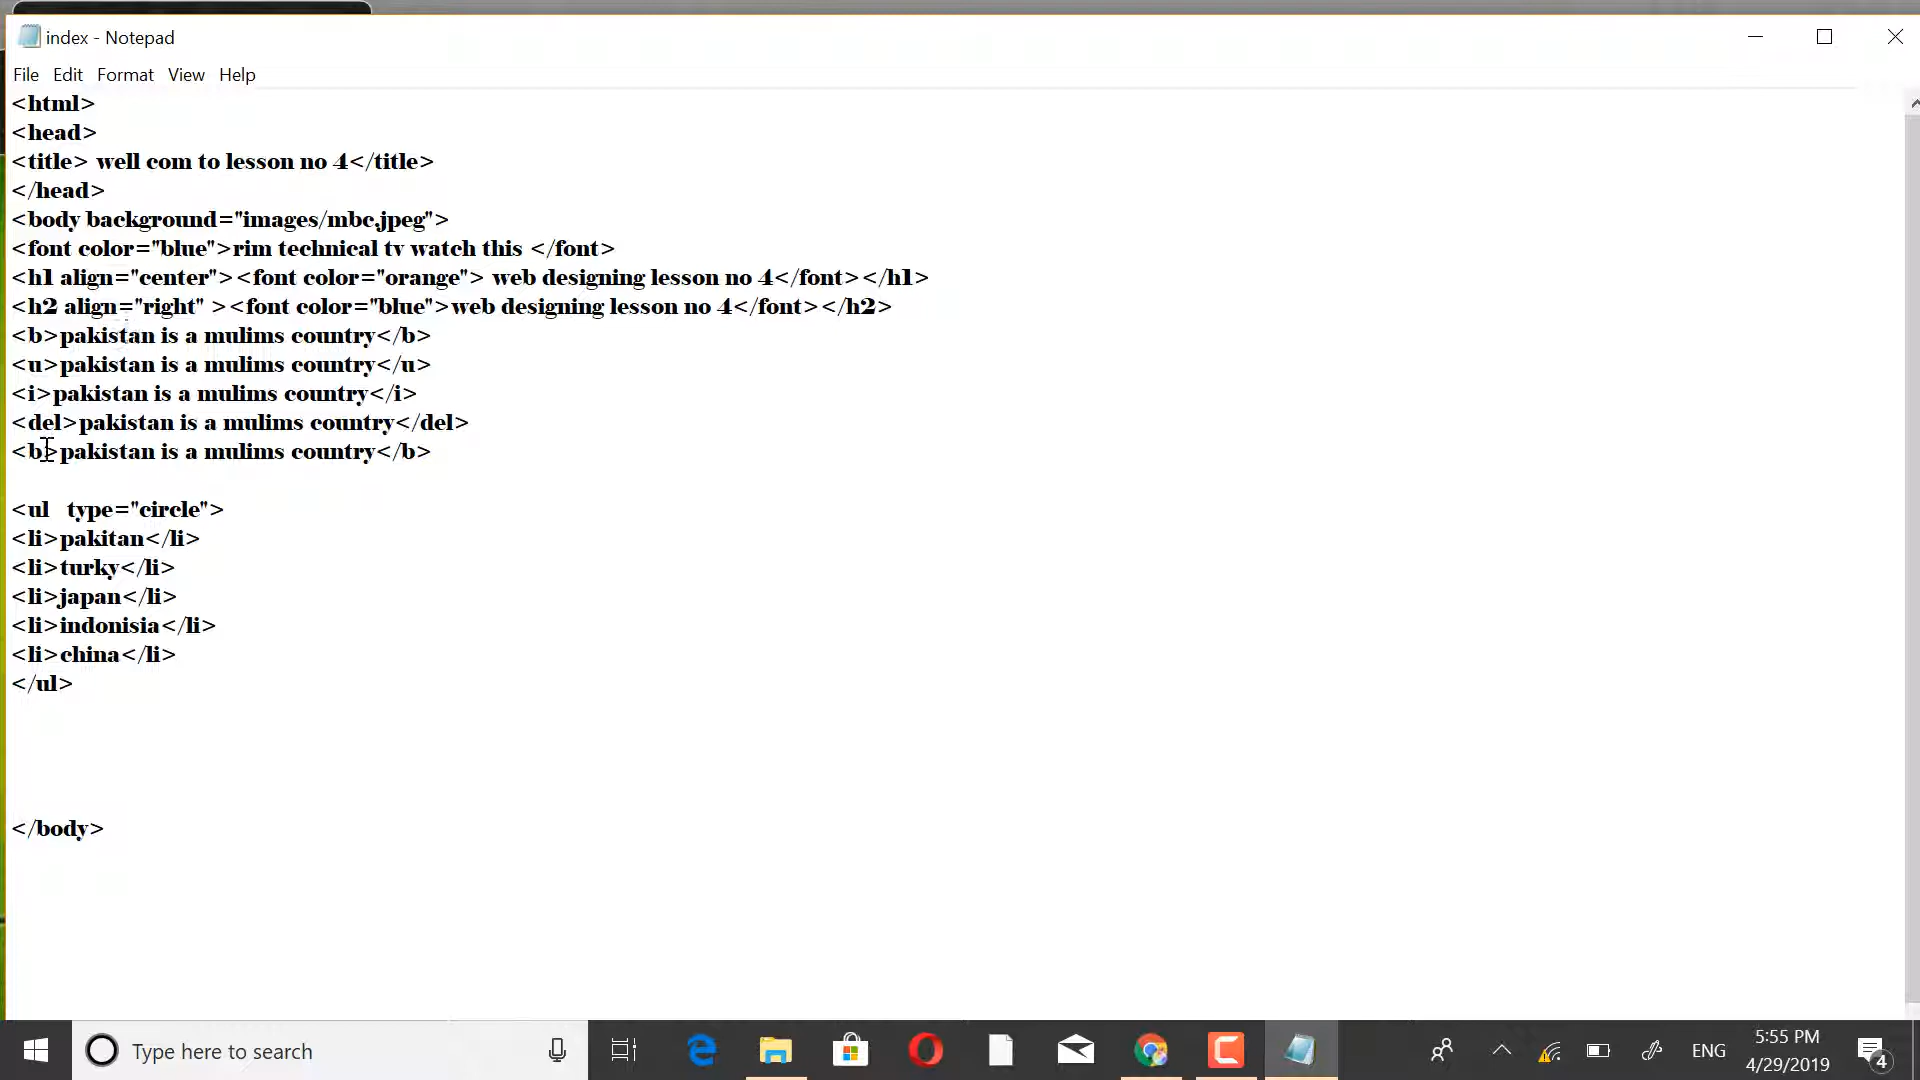 index - Notepad
File Edit Format View Help
<html>
<head>
<title> well com to lesson no 4</title>
</head>
<body background="images/mbc.jpeg">
<font color="blue">rim technical tv watch this </font>
<h1 align="center"><font color="orange"> web designing lesson no 4</font></h1>
<h2 align="right" ><font color="blue">web designing lesson no 4</font></h2>
<b>pakistan is a mulims country</b>
<u>pakistan is a mulims country</u>
<i>pakistan is a mulims country</i>
<del>pakistan is a mulims country</del>
<b>pakistan is a mulims country</b>
<ul   type="circle">
<li>pakitan</li>
<li>turky</li>
<li>japan</li>
<li>indonisia</li>
<li>china</li>
</ul>
</body>
Type here to search
ENG
5:55 PM
4/29/2019
4